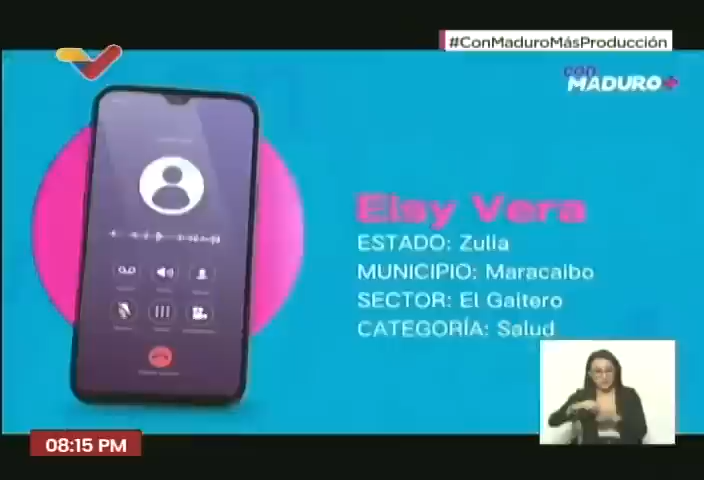 #ConMaduroMásProducción
con
MADURO+
Elsy Vera
ESTADO: Zulia
MUNICIPIO: Maracaibo
SECTOR: El Gaitero
CATEGORÍA: Salud
08:15 PM